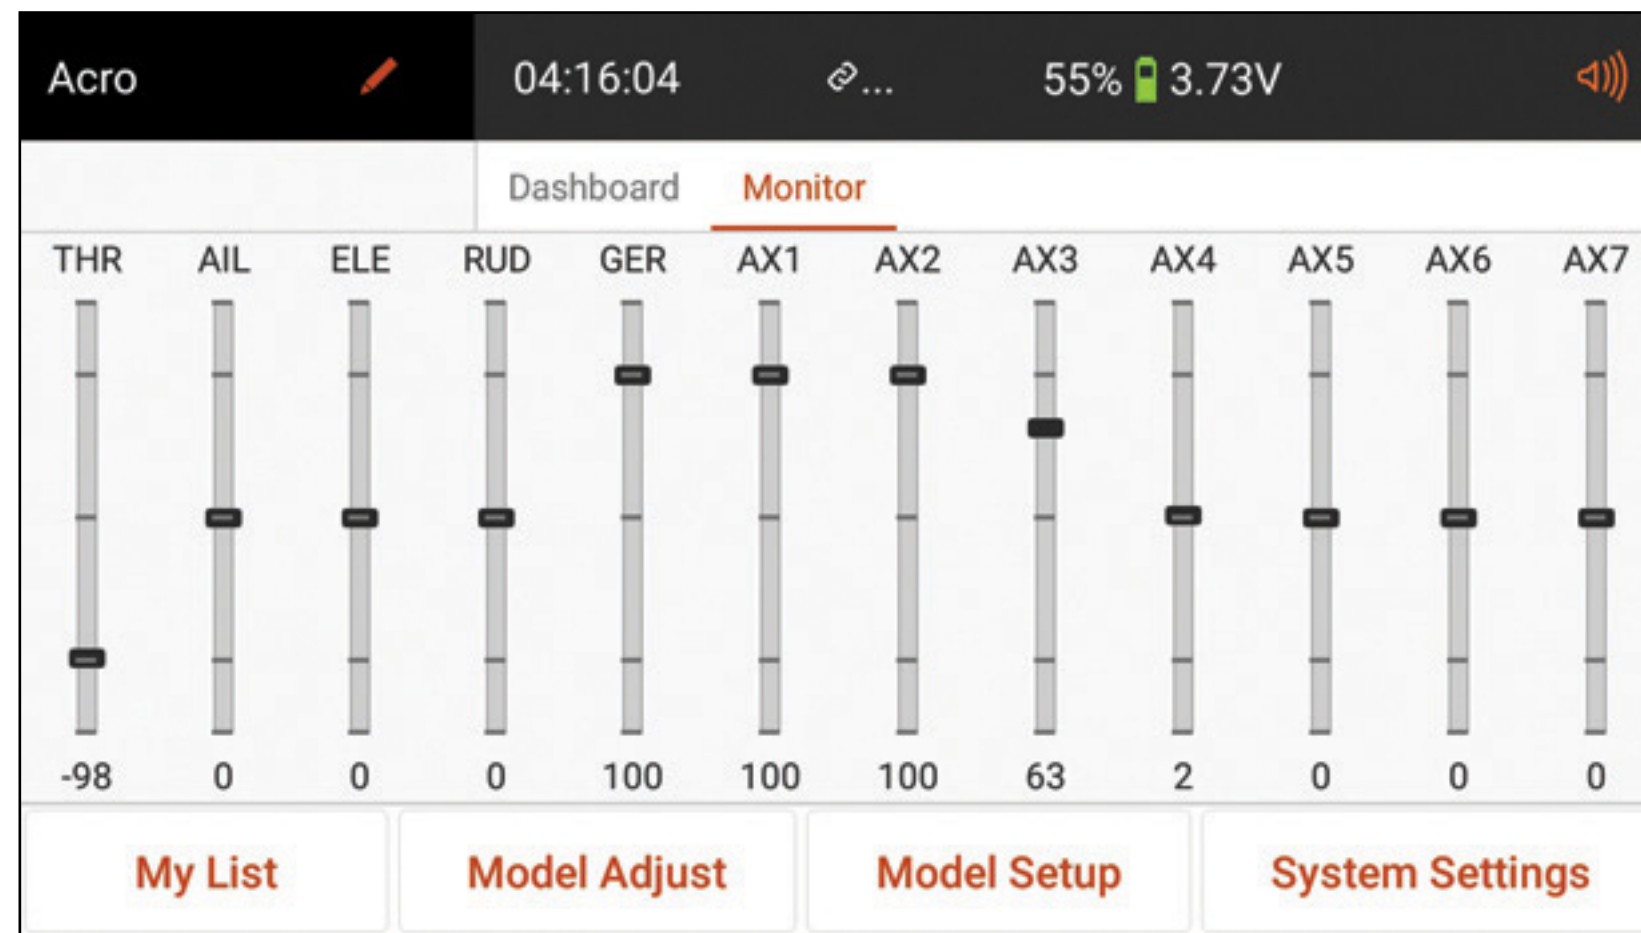 Acro 04:16:04 ... 55% 3.73V
Dashboard Monitor
THR AIL ELE RUD GER AX1 AX2 AX3 AX4 AX5 AX6 AX7
-98 0 0 0 100 100 100 63 2 0 0 0
My List Model Adjust Model Setup System Settings